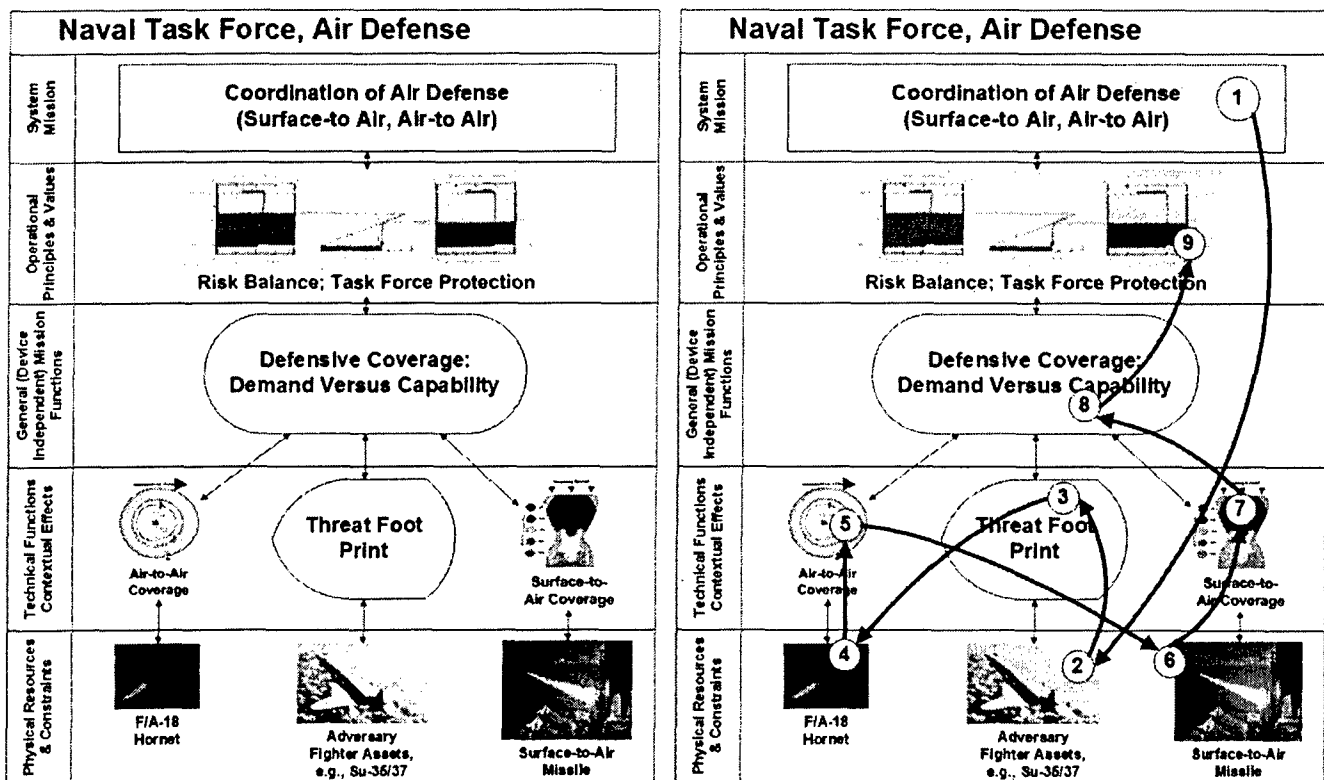 Naval Task Force, Air Defense
System
Mission
Coordination of Air Defense
(Surface-to Air, Air-to Air)
Operational
Principles & Values
Risk Balance; Task Force Protection
General (Device
Independent) Mission
Functions
Defensive Coverage:
Demand Versus Capability
Technical Functions
Contextual Effects
Air-to-Air
Coverage
Threat Foot
Print
Surface-to-
Air Coverage
Physical Resources
& Constraints
F/A-18
Hornet
Adversary
Fighter Assets,
e.g., Su-35/37
Surface-to-Air
Missile
Naval Task Force, Air Defense
System
Mission
Coordination of Air Defense
(Surface-to Air, Air-to Air)
1
Operational
Principles & Values
9
Risk Balance; Task Force Protection
General (Device
Independent) Mission
Functions
Defensive Coverage:
Demand Versus Capability
8
Technical Functions
Contextual Effects
5
Air-to-Air
Coverage
3
Threat Foot
Print
7
Surface-to-
Air Coverage
Physical Resources
& Constraints
4
F/A-18
Hornet
2
Adversary
Fighter Assets,
e.g., Su-35/37
6
Surface-to-Air
Missile